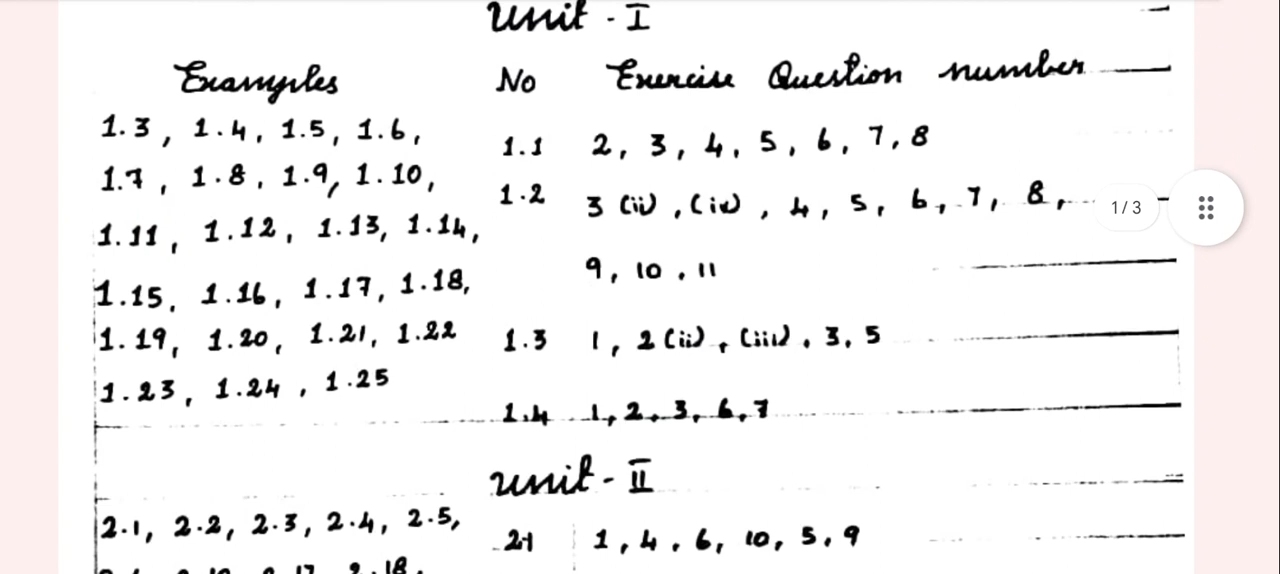 Unit - I
Examples No Exercise Question number
1.3, 1.4, 1.5, 1.6,
1.1 2, 3, 4, 5, 6, 7, 8
1.7, 1.8, 1.9, 1.10,
1.2 3 (ii), (iv), 4, 5, 6, 7, 8,
1/3
1.11, 1.12, 1.13, 1.14,
9, 10, 11
1.15, 1.16, 1.17, 1.18,
1.19, 1.20, 1.21, 1.22
1.3 1, 2 (ii), (iii), 3, 5
1.23, 1.24, 1.25
1.4 1, 2, 3, 6, 7
Unit - II
2.1, 2.2, 2.3, 2.4, 2.5,
2.1 1, 4, 6, 10, 5, 9